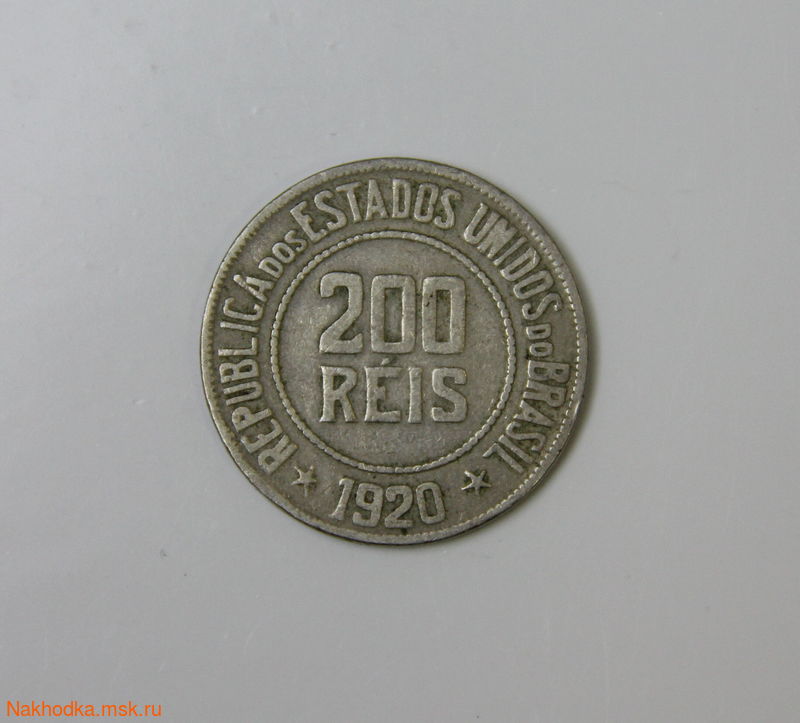 REPUBLICA DOS ESTADOS UNIDOS DO BRASIL
200
RÉIS
1920
Nakhodka.msk.ru